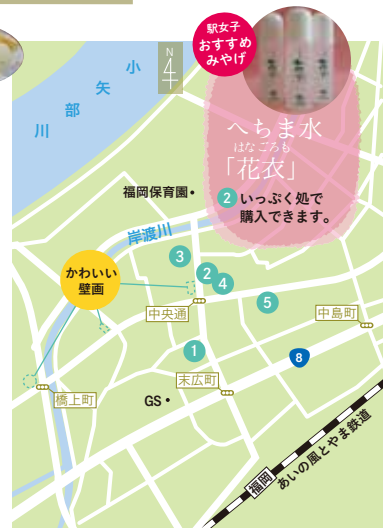 駅女子
おすすめ
みやげ
へちま水
はなごろも
「花衣」
2 いっぷく処で
購入できます。
N
小
矢
部
川
福岡保育園
岸渡川
かわいい
壁画
3
2
4
5
1
中央通
中島町
8
末広町
橋上町
GS
福岡
あいの風とやま鉄道